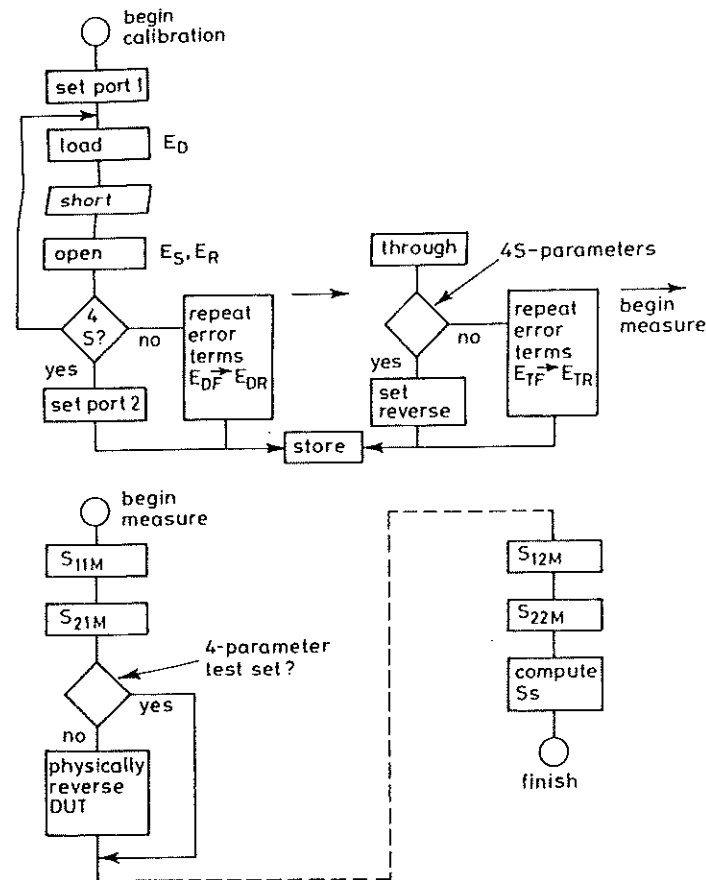 begin
calibration
set port 1
load
E_D
short
open
E_S, E_R
4
S?
no
yes
set port 2
repeat
error
terms
E_DF → E_DR
store
through
4S-parameters
no
yes
set
reverse
repeat
error
terms
E_TF → E_TR
begin
measure
begin
measure
S_11M
S_21M
4-parameter
test set?
yes
no
physically
reverse
DUT
S_12M
S_22M
compute
Ss
finish